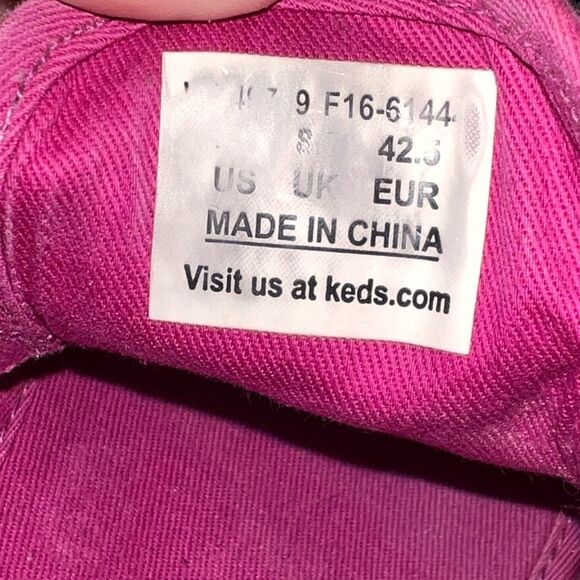 9 F16-6144
42.5
US UK EUR
MADE IN CHINA
Visit us at keds.com